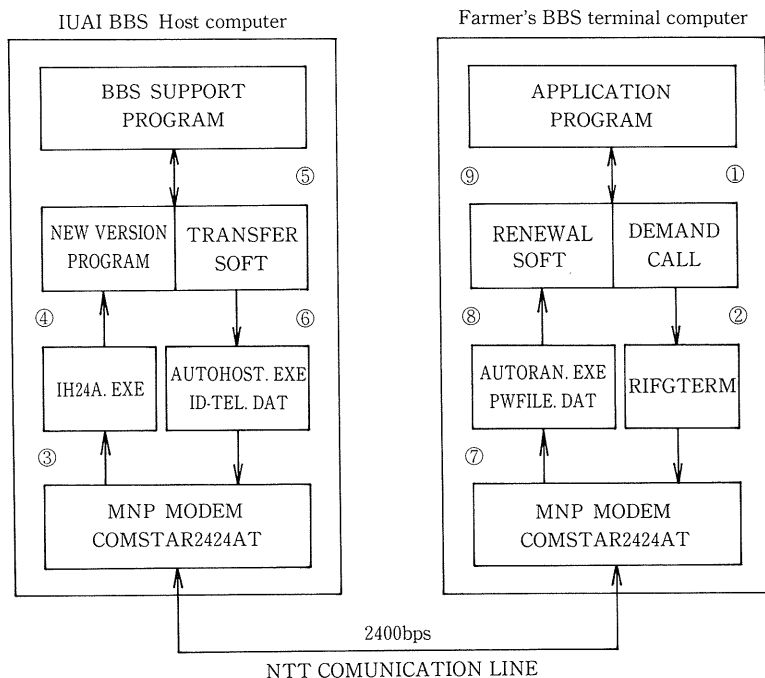 IUAI BBS Host computer
BBS SUPPORT
PROGRAM
⑤
NEW VERSION
PROGRAM
TRANSFER
SOFT
④
⑥
IH24A. EXE
AUTOHOST. EXE
ID-TEL. DAT
③
MNP MODEM
COMSTAR2424AT
Farmer's BBS terminal computer
APPLICATION
PROGRAM
⑨
①
RENEWAL
SOFT
DEMAND
CALL
⑧
②
AUTORAN. EXE
PWFILE. DAT
RIFGTERM
⑦
MNP MODEM
COMSTAR2424AT
2400bps
NTT COMUNICATION LINE